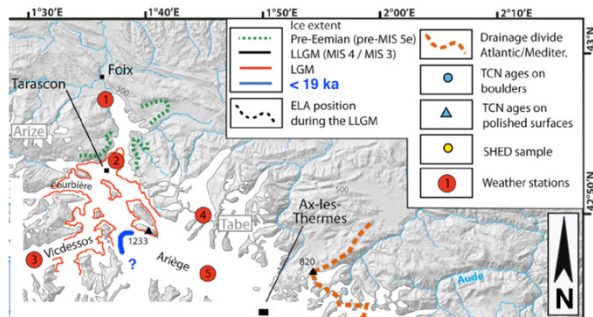 1°30'
1°40'
1°50'
2°00'
43°N
42°50'N
Foix
Tarascon
1
Arize
2
Courbière
Vicdessos
3
1233
?
Ariège
4
Tabe
5
500
500
Ax-les-
Thermes
820
Aude
N
Ice extent
Pre-Eemian (pre-MIS 5e)
LLGM (MIS 4 / MIS 3)
LGM
< 19 ka
ELA position
during the LLGM
Drainage divide
Atlantic/Mediter.
TCN ages on
boulders
TCN ages on
polished surfaces
SHED sample
1
Weather stations